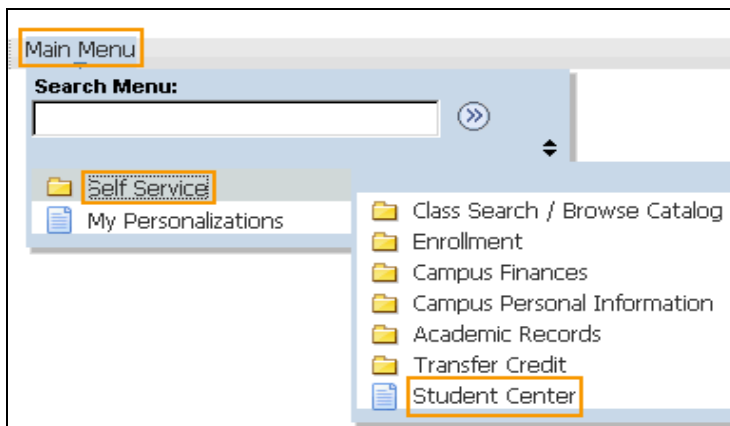 Main Menu
Search Menu:
Self Service
My Personalizations
Class Search / Browse Catalog
Enrollment
Campus Finances
Campus Personal Information
Academic Records
Transfer Credit
Student Center